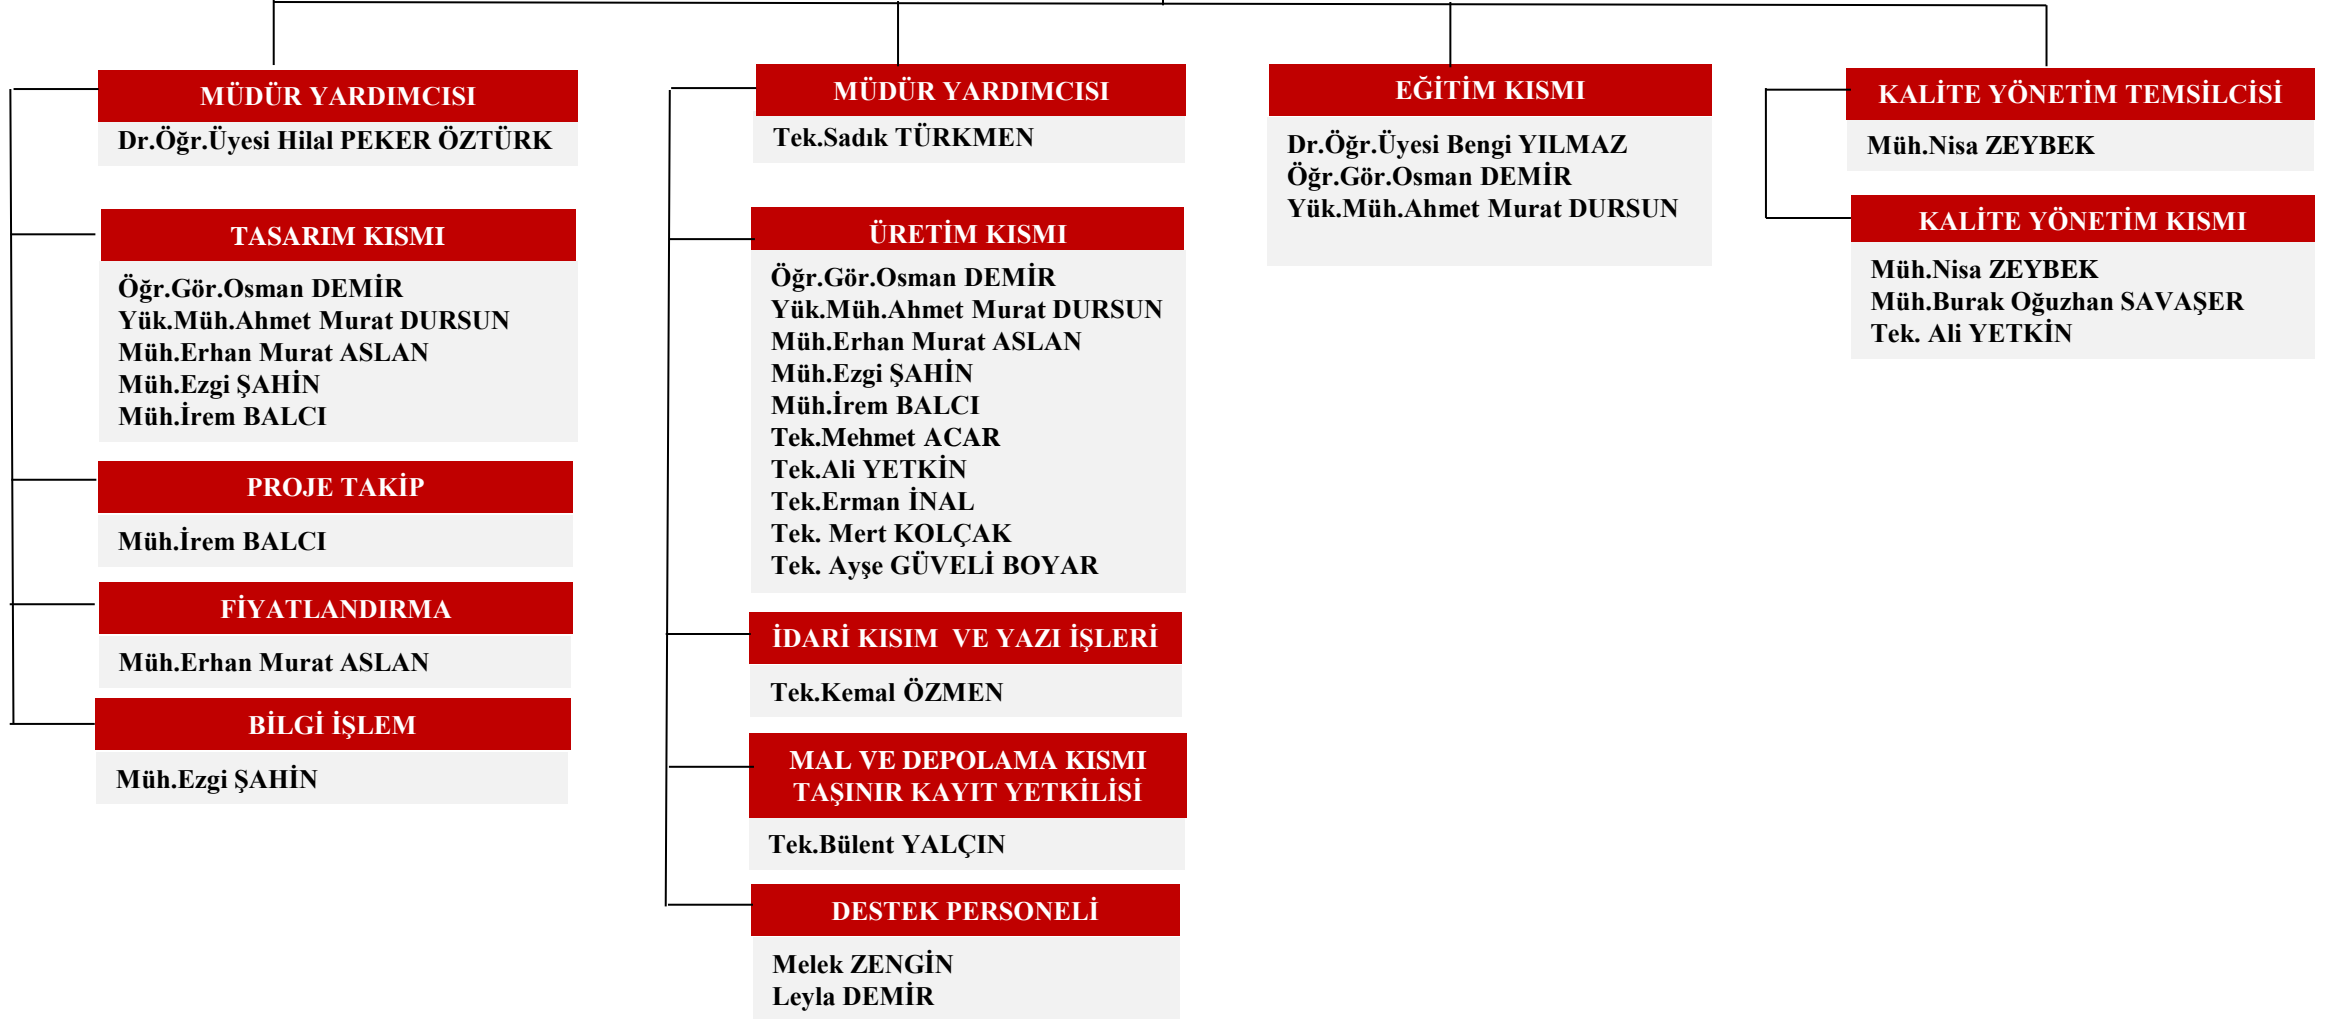 MÜDÜR YARDIMCISI
Dr.Öğr.Üyesi Hilal PEKER ÖZTÜRK
TASARIM KISMI
Öğr.Gör.Osman DEMİR
Yük.Müh.Ahmet Murat DURSUN
Müh.Erhan Murat ASLAN
Müh.Ezgi ŞAHİN
Müh.İrem BALCI
PROJE TAKİP
Müh.İrem BALCI
FİYATLANDIRMA
Müh.Erhan Murat ASLAN
BİLGİ İŞLEM
Müh.Ezgi ŞAHİN
MÜDÜR YARDIMCISI
Tek.Sadık TÜRKMEN
ÜRETİM KISMI
Öğr.Gör.Osman DEMİR
Yük.Müh.Ahmet Murat DURSUN
Müh.Erhan Murat ASLAN
Müh.Ezgi ŞAHİN
Müh.İrem BALCI
Tek.Mehmet ACAR
Tek.Ali YETKİN
Tek.Erman İNAL
Tek. Mert KOLÇAK
Tek. Ayşe GÜVELİ BOYAR
İDARİ KISIM  VE YAZI İŞLERİ
Tek.Kemal ÖZMEN
MAL VE DEPOLAMA KISMI
TAŞINIR KAYIT YETKİLİSİ
Tek.Bülent YALÇIN
DESTEK PERSONELİ
Melek ZENGİN
Leyla DEMİR
EĞİTİM KISMI
Dr.Öğr.Üyesi Bengi YILMAZ
Öğr.Gör.Osman DEMİR
Yük.Müh.Ahmet Murat DURSUN
KALİTE YÖNETİM TEMSİLCİSİ
Müh.Nisa ZEYBEK
KALİTE YÖNETİM KISMI
Müh.Nisa ZEYBEK
Müh.Burak Oğuzhan SAVAŞER
Tek. Ali YETKİN